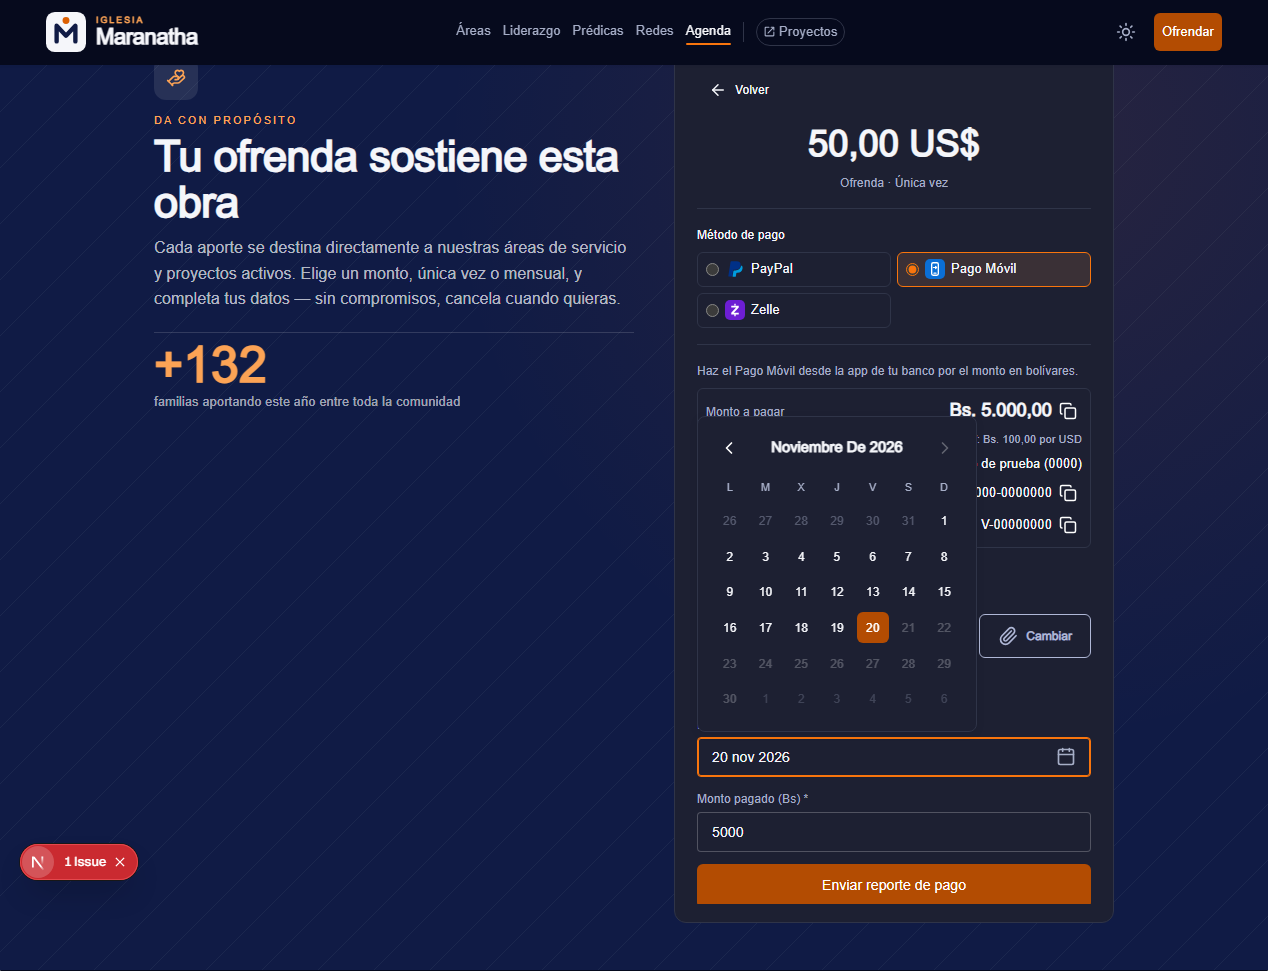 IGLESIA
Maranatha
Áreas Liderazgo Prédicas Redes Agenda Proyectos Ofrendar
DA CON PROPÓSITO
Tu ofrenda sostiene esta
obra
Cada aporte se destina directamente a nuestras áreas de servicio
y proyectos activos. Elige un monto, única vez o mensual, y
completa tus datos — sin compromisos, cancela cuando quieras.
+132
familias aportando este año entre toda la comunidad
Volver
50,00 US$
Ofrenda · Única vez
Método de pago
PayPal
Pago Móvil
Zelle
Haz el Pago Móvil desde la app de tu banco por el monto en bolívares.
Monto a pagar Bs. 5.000,00
: Bs. 100,00 por USD
de prueba (0000)
000-0000000
V-00000000
Noviembre De 2026
L M X J V S D
26 27 28 29 30 31 1
2 3 4 5 6 7 8
9 10 11 12 13 14 15
16 17 18 19 20 21 22
23 24 25 26 27 28 29
30 1 2 3 4 5 6
Cambiar
20 nov 2026
Monto pagado (Bs) *
5000
Enviar reporte de pago
N 1 Issue